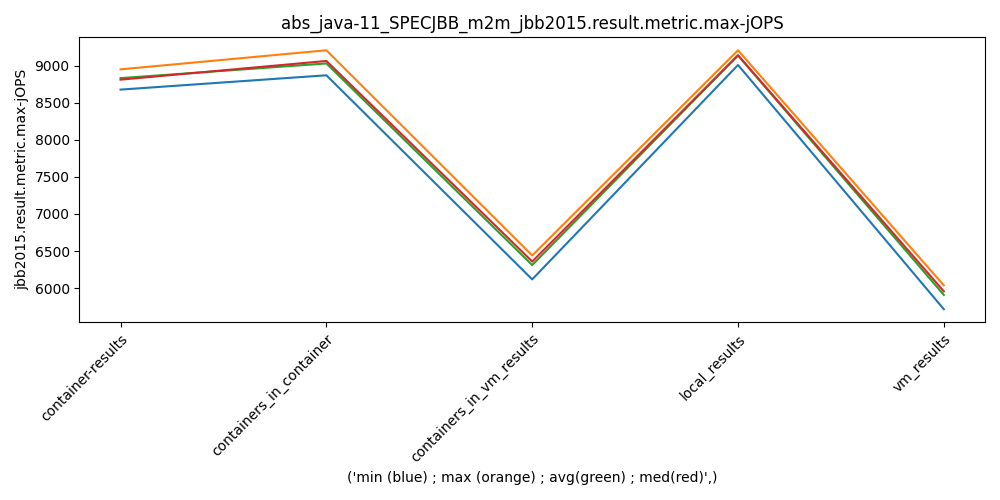 abs_java-11_SPECJBB_m2m_jbb2015.result.metric.max-jOPS
jbb2015.result.metric.max-jOPS
9000
8500
8000
7500
7000
6500
6000
container-results
containers_in_container
containers_in_vm_results
local_results
vm_results
('min (blue) ; max (orange) ; avg(green) ; med(red)',)